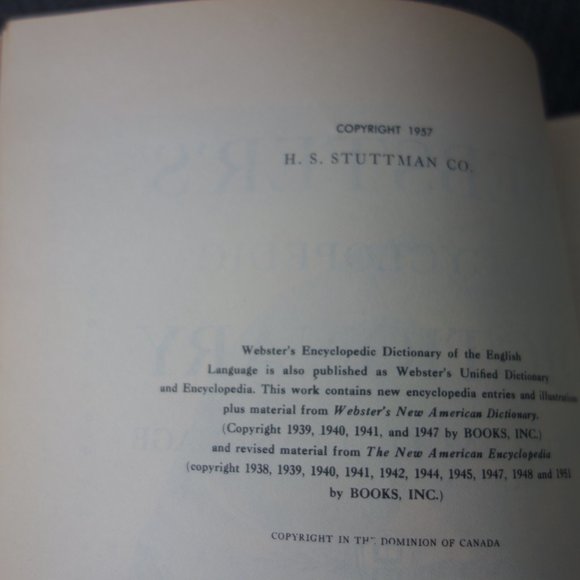 COPYRIGHT 1957
H. S. STUTTMAN CO.
Webster's Encyclopedic Dictionary of the English
Language is also published as Webster's Unified Dictionary
and Encyclopedia. This work contains new encyclopedia entries and illustrations
plus material from Webster's New American Dictionary.
(Copyright 1939, 1940, 1941, and 1947 by BOOKS, INC.)
and revised material from The New American Encyclopedia
(copyright 1938, 1939, 1940, 1941, 1942, 1944, 1945, 1947, 1948 and 1951
by BOOKS, INC.)
COPYRIGHT IN THE DOMINION OF CANADA